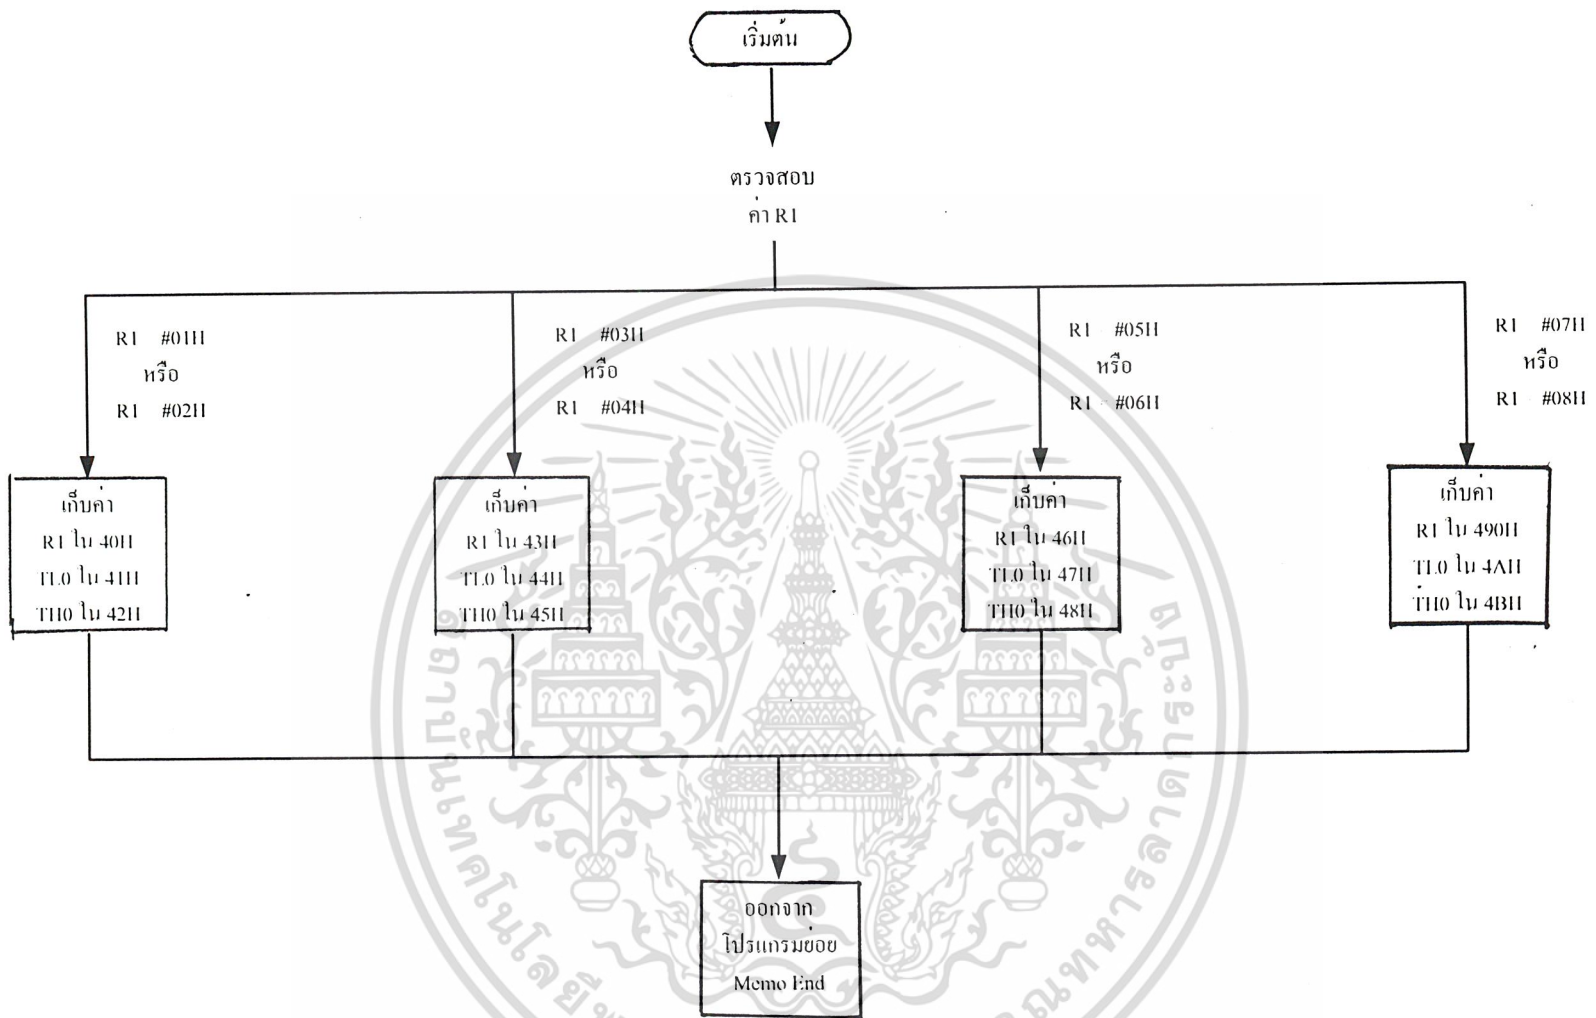 เริ่มต้น
ตรวจสอบ
ค่า R1
R1 #01H
หรือ
R1 #02H
R1 #03H
หรือ
R1 #04H
R1 #05H
หรือ
R1 #06H
R1 #07H
หรือ
R1 #08H
เก็บค่า
R1 ใน 40H
TL0 ใน 41H
TH0 ใน 42H
เก็บค่า
R1 ใน 43H
TL0 ใน 44H
TH0 ใน 45H
เก็บค่า
R1 ใน 46H
TL0 ใน 47H
TH0 ใน 48H
เก็บค่า
R1 ใน 490H
TL0 ใน 4AH
TH0 ใน 4BH
ออกจาก
โปรแกรมย่อย
Memo End